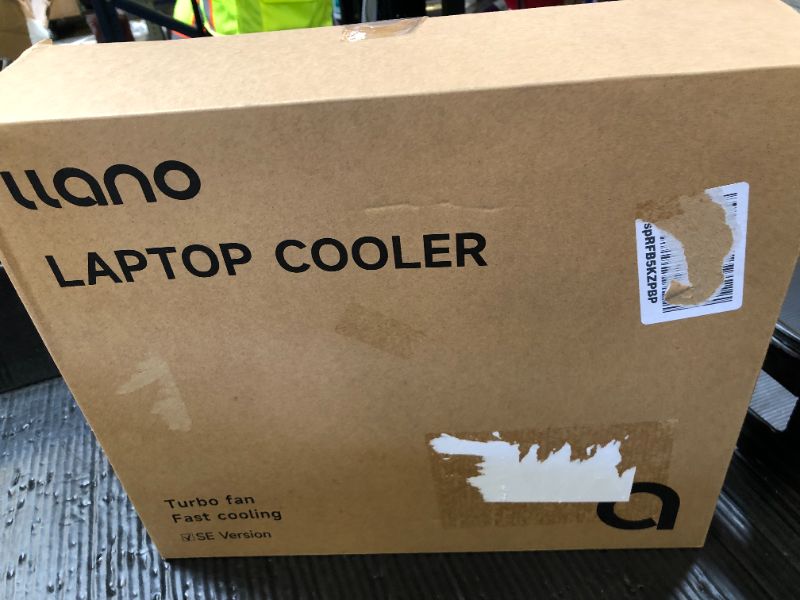 llano
LAPTOP COOLER
spRFB5KZPBP
Turbo fan
Fast cooling
☑SE Version